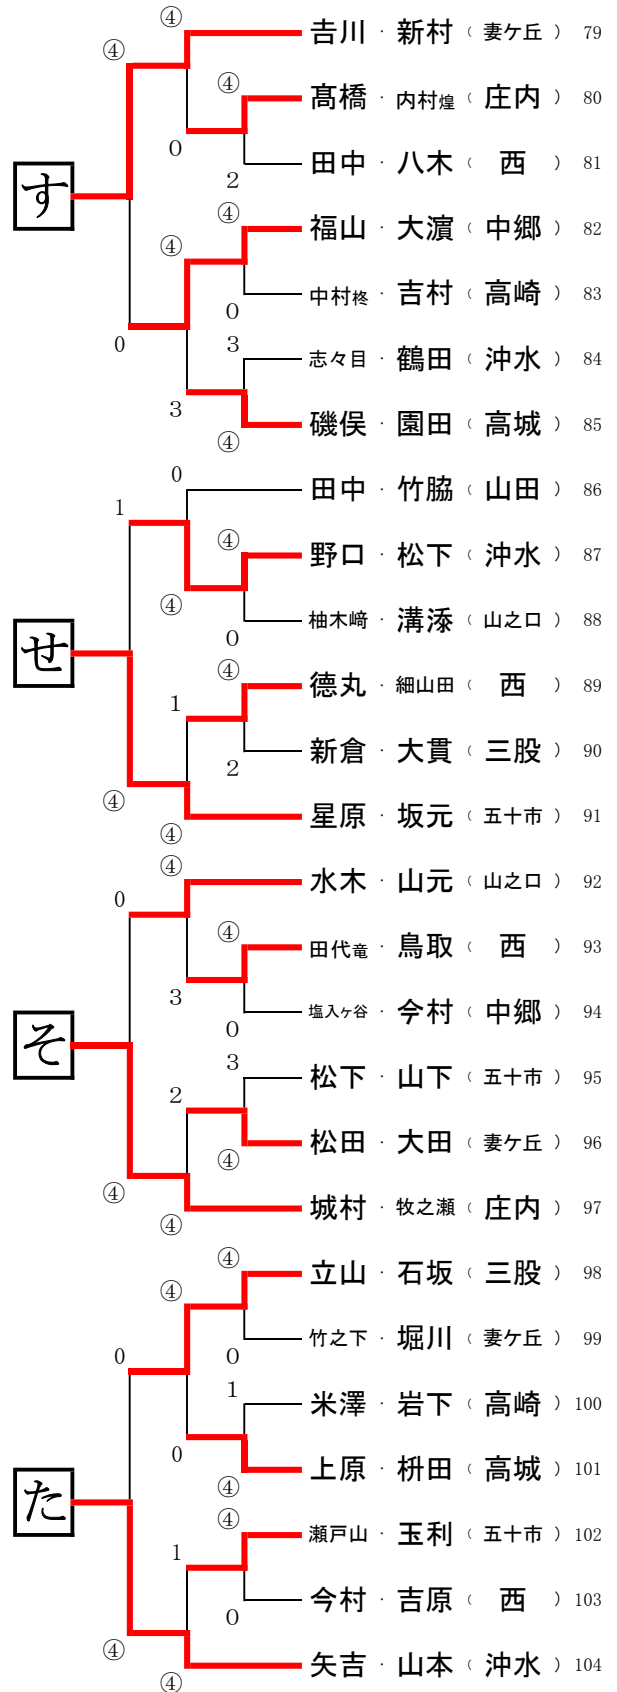 ④
𠮷川・新村（妻ケ丘）79
④
④
髙橋・内村煌（庄内）80
0
田中・八木（西）81
2
す
④
福山・大濵（中郷）82
④
中村柊・吉村（高崎）83
0
0
3
志々目・鶴田（沖水）84
3
磯俣・園田（高城）85
④
0
田中・竹脇（山田）86
1
④
野口・松下（沖水）87
④
柚木﨑・溝添（山之口）88
0
せ
④
德丸・細山田（西）89
1
新倉・大貫（三股）90
2
④
星原・坂元（五十市）91
④
④
水木・山元（山之口）92
0
④
田代竜・鳥取（西）93
3
塩入ヶ谷・今村（中郷）94
0
そ
3
松下・山下（五十市）95
2
松田・大田（妻ケ丘）96
④
④
城村・牧之瀬（庄内）97
④
④
立山・石坂（三股）98
④
竹之下・堀川（妻ケ丘）99
0
0
1
米澤・岩下（高崎）100
0
上原・枡田（高城）101
④
た
④
瀬戸山・玉利（五十市）102
1
今村・吉原（西）103
0
④
矢吉・山本（沖水）104
④